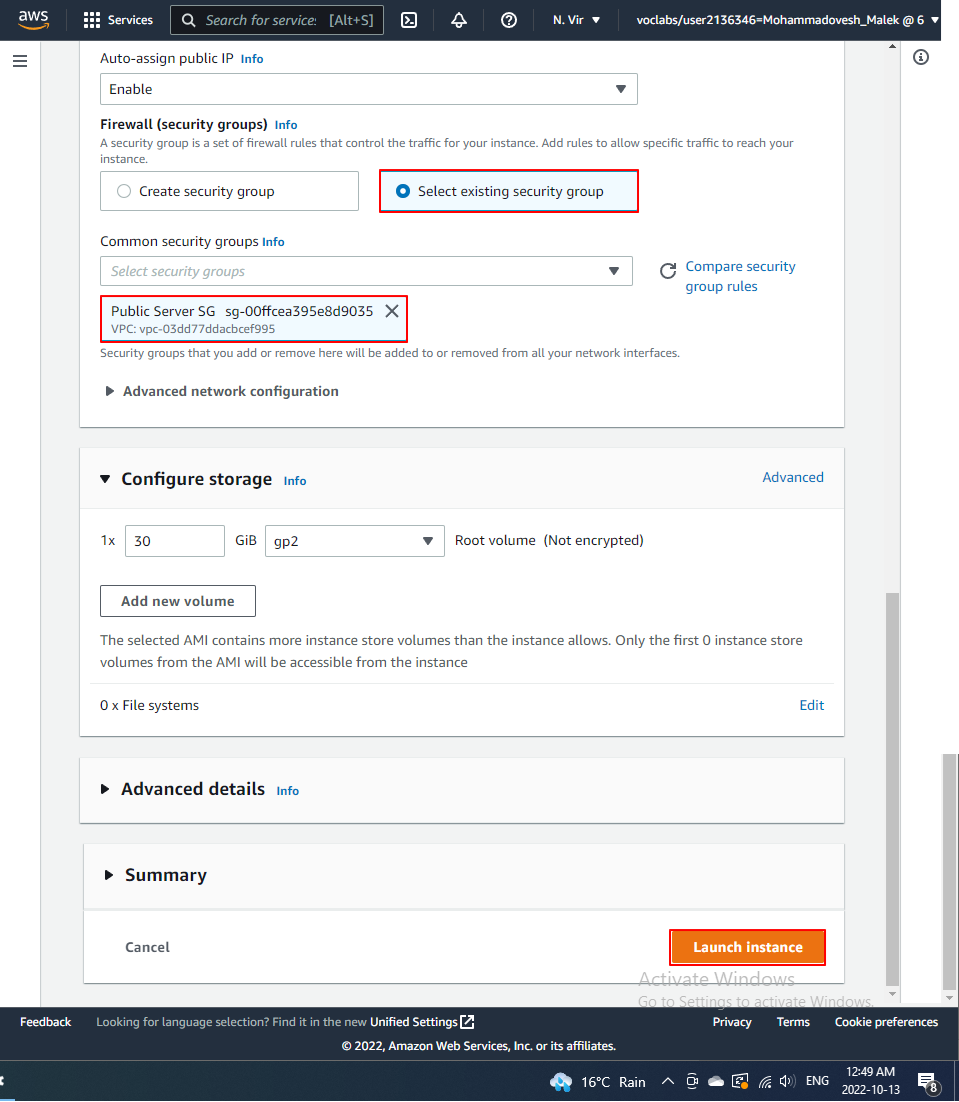 aws Services Search for services [Alt+S] N. Vir voclabs/user2136346=Mohammadovesh_Malek @ 6
Auto-assign public IP Info
Enable
Firewall (security groups) Info
A security group is a set of firewall rules that control the traffic for your instance. Add rules to allow specific traffic to reach your
instance.
Create security group Select existing security group
Common security groups Info
Select security groups
Compare security
group rules
Public Server SG sg-00ffcea395e8d9035
VPC: vpc-03dd77ddacbcef995
Security groups that you add or remove here will be added to or removed from all your network interfaces.
Advanced network configuration
Configure storage Info Advanced
1x 30 GiB gp2 Root volume (Not encrypted)
Add new volume
The selected AMI contains more instance store volumes than the instance allows. Only the first 0 instance store
volumes from the AMI will be accessible from the instance
0 x File systems Edit
Advanced details Info
Summary
Cancel Launch instance
Activate Windows
Go to Settings to activate Windows.
Feedback Looking for language selection? Find it in the new Unified Settings Privacy Terms Cookie preferences
© 2022, Amazon Web Services, Inc. or its affiliates.
16°C Rain ENG 12:49 AM
2022-10-13 8